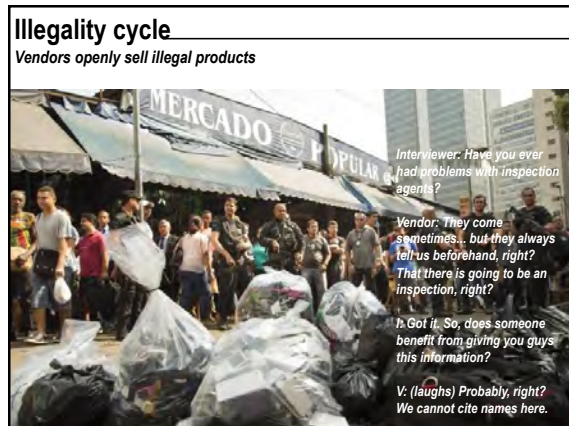 Illegality cycle
Vendors openly sell illegal products
MERCADO POPULAR
Interviewer: Have you ever
had problems with inspection
agents?
Vendor: They come
sometimes... but they always
tell us beforehand, right?
That there is going to be an
inspection, right?
I: Got it. So, does someone
benefit from giving you guys
this information?
V: (laughs) Probably, right?
We cannot cite names here.